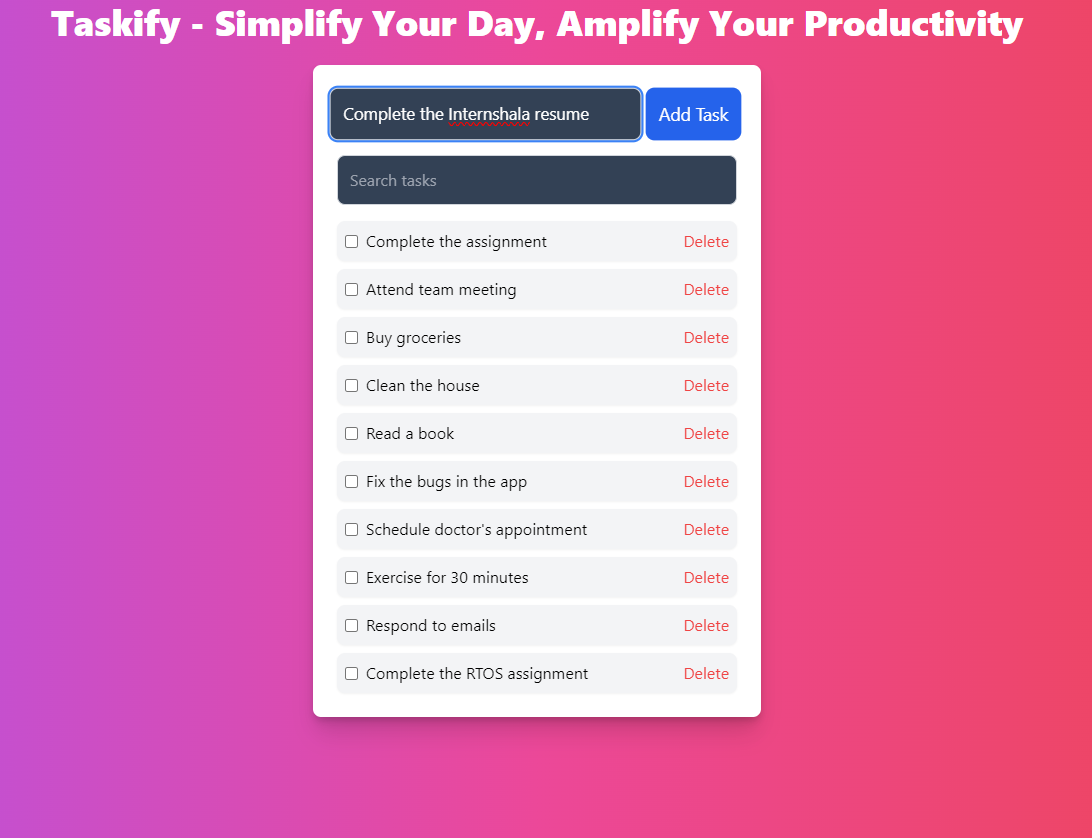 Taskify - Simplify Your Day, Amplify Your Productivity
Complete the Internshala resume Add Task
Search tasks
Complete the assignment Delete
Attend team meeting Delete
Buy groceries Delete
Clean the house Delete
Read a book Delete
Fix the bugs in the app Delete
Schedule doctor's appointment Delete
Exercise for 30 minutes Delete
Respond to emails Delete
Complete the RTOS assignment Delete